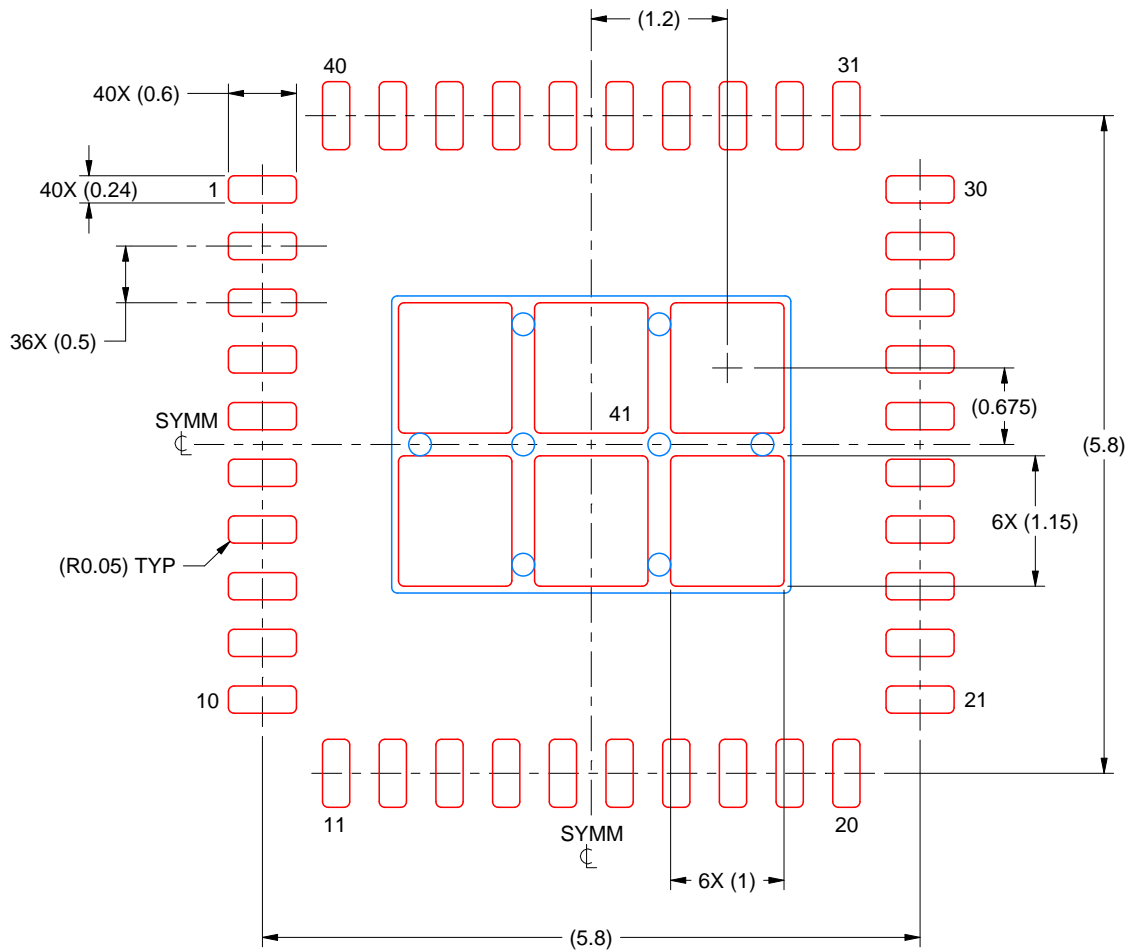 (1.2)
40
31
40X (0.6)
40X (0.24)
1
30
36X (0.5)
SYMM
℄
41
(0.675)
(5.8)
6X (1.15)
(R0.05) TYP
10
21
11
20
SYMM
℄
6X (1)
(5.8)